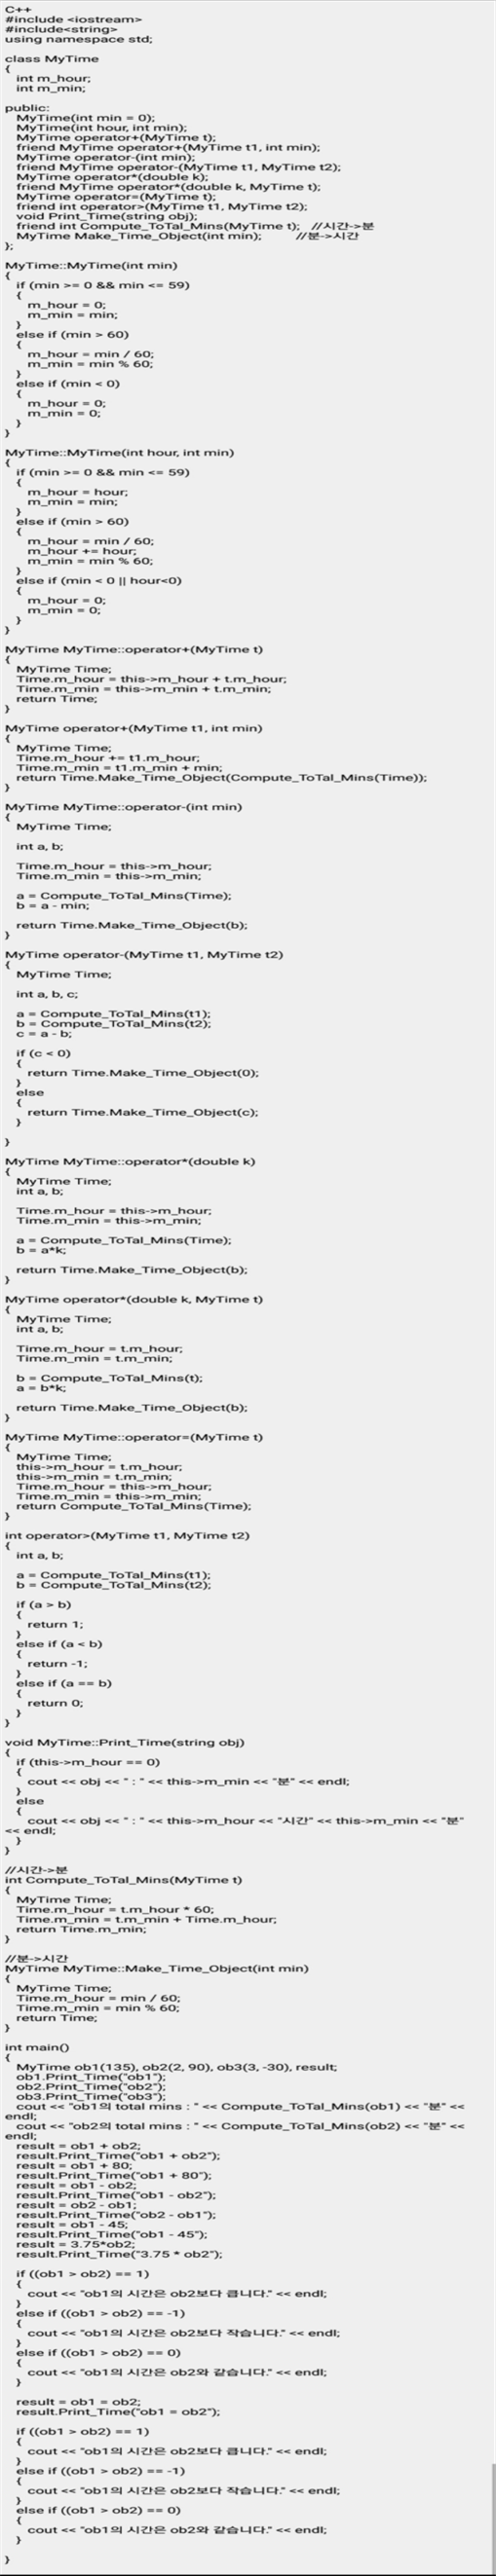 C++
#include <iostream>
#include<string>
using namespace std;

class MyTime
{
  int m_hour;
  int m_min;

public:
  MyTime(int min = 0);
  MyTime(int hour, int min);
  MyTime operator+(MyTime t);
  friend MyTime operator+(MyTime t1, int min);
  MyTime operator-(int min);
  friend MyTime operator-(MyTime t1, MyTime t2);
  MyTime operator*(double k);
  friend MyTime operator*(double k, MyTime t);
  MyTime operator=(MyTime t);
  friend int operator>(MyTime t1, MyTime t2);
  void Print_Time(string obj);
  friend int Compute_ToTal_Mins(MyTime t);  //시간->분
  MyTime Make_Time_Object(int min);      //분->시간
};

MyTime::MyTime(int min)
{
  if (min >= 0 && min <= 59)
  {
    m_hour = 0;
    m_min = min;
  }
  else if (min > 60)
  {
    m_hour = min / 60;
    m_min = min % 60;
  }
  else if (min < 0)
  {
    m_hour = 0;
    m_min = 0;
  }
}

MyTime::MyTime(int hour, int min)
{
  if (min >= 0 && min <= 59)
  {
    m_hour = hour;
    m_min = min;
  }
  else if (min > 60)
  {
    m_hour = min / 60;
    m_hour += hour;
    m_min = min % 60;
  }
  else if (min < 0 || hour<0)
  {
    m_hour = 0;
    m_min = 0;
  }
}

MyTime MyTime::operator+(MyTime t)
{
  MyTime Time;
  Time.m_hour = this->m_hour + t.m_hour;
  Time.m_min = this->m_min + t.m_min;
  return Time;
}

MyTime operator+(MyTime t1, int min)
{
  MyTime Time;
  Time.m_hour += t1.m_hour;
  Time.m_min = t1.m_min + min;
  return Time.Make_Time_Object(Compute_ToTal_Mins(Time));
}

MyTime MyTime::operator-(int min)
{
  MyTime Time;

  int a, b;

  Time.m_hour = this->m_hour;
  Time.m_min = this->m_min;

  a = Compute_ToTal_Mins(Time);
  b = a - min;

  return Time.Make_Time_Object(b);
}

MyTime operator-(MyTime t1, MyTime t2)
{
  MyTime Time;

  int a, b, c;

  a = Compute_ToTal_Mins(t1);
  b = Compute_ToTal_Mins(t2);
  c = a - b;

  if (c < 0)
  {
    return Time.Make_Time_Object(0);
  }
  else
  {
    return Time.Make_Time_Object(c);
  }

}

MyTime MyTime::operator*(double k)
{
  MyTime Time;
  int a, b;

  Time.m_hour = this->m_hour;
  Time.m_min = this->m_min;

  a = Compute_ToTal_Mins(Time);
  b = a*k;

  return Time.Make_Time_Object(b);
}

MyTime operator*(double k, MyTime t)
{
  MyTime Time;
  int a, b;

  Time.m_hour = t.m_hour;
  Time.m_min = t.m_min;

  b = Compute_ToTal_Mins(t);
  a = b*k;

  return Time.Make_Time_Object(b);
}

MyTime MyTime::operator=(MyTime t)
{
  MyTime Time;
  this->m_hour = t.m_hour;
  this->m_min = t.m_min;
  Time.m_hour = this->m_hour;
  Time.m_min = this->m_min;
  return Compute_ToTal_Mins(Time);
}

int operator>(MyTime t1, MyTime t2)
{
  int a, b;

  a = Compute_ToTal_Mins(t1);
  b = Compute_ToTal_Mins(t2);

  if (a > b)
  {
    return 1;
  }
  else if (a < b)
  {
    return -1;
  }
  else if (a == b)
  {
    return 0;
  }
}

void MyTime::Print_Time(string obj)
{
  if (this->m_hour == 0)
  {
    cout << obj << " : " << this->m_min << "분" << endl;
  }
  else
  {
    cout << obj << " : " << this->m_hour << "시간" << this->m_min << "분"
<< endl;
  }
}

//시간->분
int Compute_ToTal_Mins(MyTime t)
{
  MyTime Time;
  Time.m_hour = t.m_hour * 60;
  Time.m_min = t.m_min + Time.m_hour;
  return Time.m_min;
}

//분->시간
MyTime MyTime::Make_Time_Object(int min)
{
  MyTime Time;
  Time.m_hour = min / 60;
  Time.m_min = min % 60;
  return Time;
}

int main()
{
  MyTime ob1(135), ob2(2, 90), ob3(3, -30), result;
  ob1.Print_Time("ob1");
  ob2.Print_Time("ob2");
  ob3.Print_Time("ob3");
  cout << "ob1의 total mins : " << Compute_ToTal_Mins(ob1) << "분" <<
endl;
  cout << "ob2의 total mins : " << Compute_ToTal_Mins(ob2) << "분" <<
endl;
  result = ob1 + ob2;
  result.Print_Time("ob1 + ob2");
  result = ob1 + 80;
  result.Print_Time("ob1 + 80");
  result = ob1 - ob2;
  result.Print_Time("ob1 - ob2");
  result = ob2 - ob1;
  result.Print_Time("ob2 - ob1");
  result = ob1 - 45;
  result.Print_Time("ob1 - 45");
  result = 3.75*ob2;
  result.Print_Time("3.75 * ob2");

  if ((ob1 > ob2) == 1)
  {
    cout << "ob1의 시간은 ob2보다 큽니다." << endl;
  }
  else if ((ob1 > ob2) == -1)
  {
    cout << "ob1의 시간은 ob2보다 작습니다." << endl;
  }
  else if ((ob1 > ob2) == 0)
  {
    cout << "ob1의 시간은 ob2와 같습니다." << endl;
  }

  result = ob1 = ob2;
  result.Print_Time("ob1 = ob2");

  if ((ob1 > ob2) == 1)
  {
    cout << "ob1의 시간은 ob2보다 큽니다." << endl;
  }
  else if ((ob1 > ob2) == -1)
  {
    cout << "ob1의 시간은 ob2보다 작습니다." << endl;
  }
  else if ((ob1 > ob2) == 0)
  {
    cout << "ob1의 시간은 ob2와 같습니다." << endl;
  }

}